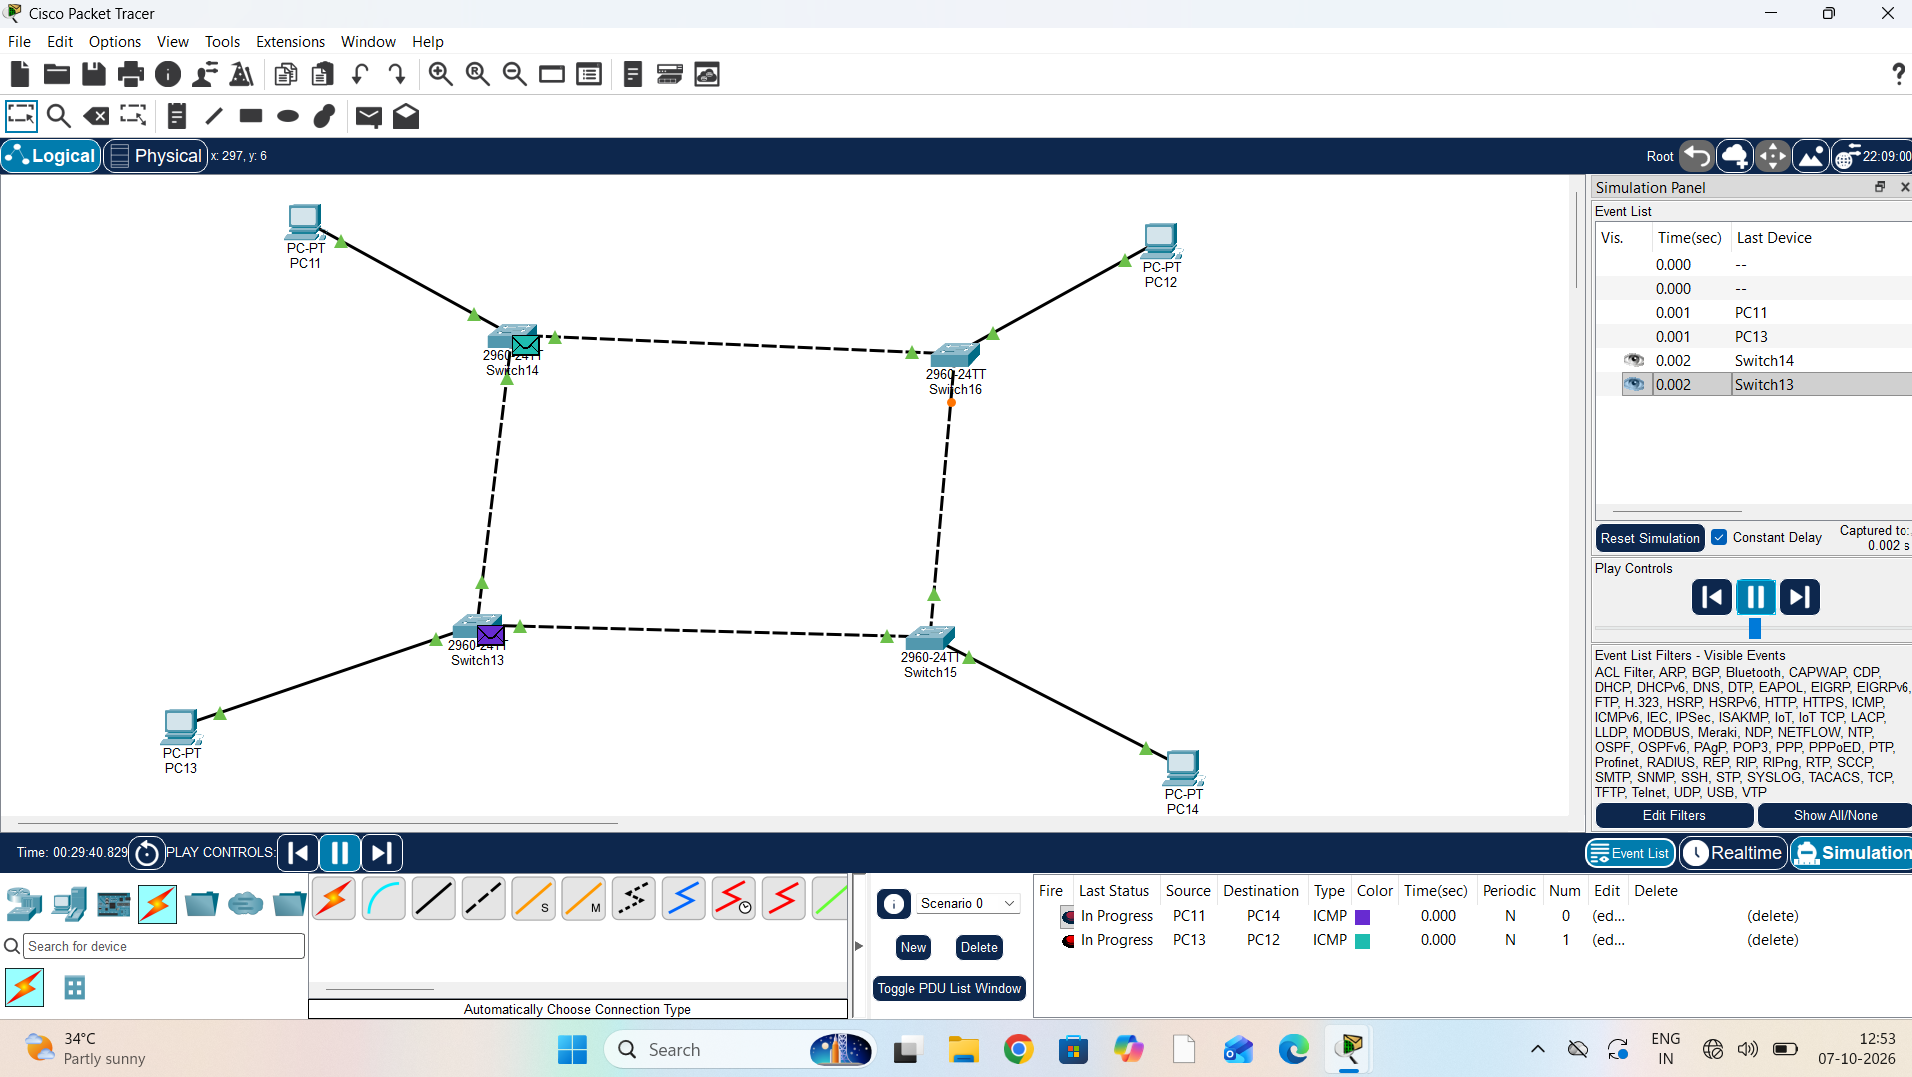 Cisco Packet Tracer
File Edit Options View Tools Extensions Window Help
Logical Physical x: 297, y: 6
Root 22:09:00
PC-PT
PC11
PC-PT
PC12
2960-24TT
Switch14
2960-24TT
Switch16
2960-24TT
Switch13
2960-24TT
Switch15
PC-PT
PC13
PC-PT
PC14
Simulation Panel
Event List
Vis. Time(sec) Last Device
0.000 --
0.000 --
0.001 PC11
0.001 PC13
0.002 Switch14
0.002 Switch13
Reset Simulation Constant Delay Captured to:
0.002 s
Play Controls
Event List Filters - Visible Events
ACL Filter, ARP, BGP, Bluetooth, CAPWAP, CDP,
DHCP, DHCPv6, DNS, DTP, EAPOL, EIGRP, EIGRPv6,
FTP, H.323, HSRP, HSRPv6, HTTP, HTTPS, ICMP,
ICMPv6, IEC, IPSec, ISAKMP, IoT, IoT TCP, LACP,
LLDP, MODBUS, Meraki, NDP, NETFLOW, NTP,
OSPF, OSPFv6, PAgP, POP3, PPP, PPPoED, PTP,
Profinet, RADIUS, REP, RIP, RIPng, RTP, SCCP,
SMTP, SNMP, SSH, STP, SYSLOG, TACACS, TCP,
TFTP, Telnet, UDP, USB, VTP
Edit Filters Show All/None
Time: 00:29:40.829 PLAY CONTROLS:
Event List Realtime Simulation
Search for device
S M
Automatically Choose Connection Type
Scenario 0
New Delete
Toggle PDU List Window
Fire Last Status Source Destination Type Color Time(sec) Periodic Num Edit Delete
In Progress PC11 PC14 ICMP 0.000 N 0 (ed... (delete)
In Progress PC13 PC12 ICMP 0.000 N 1 (ed... (delete)
34°C
Partly sunny
Search
ENG
IN
12:53
07-10-2026